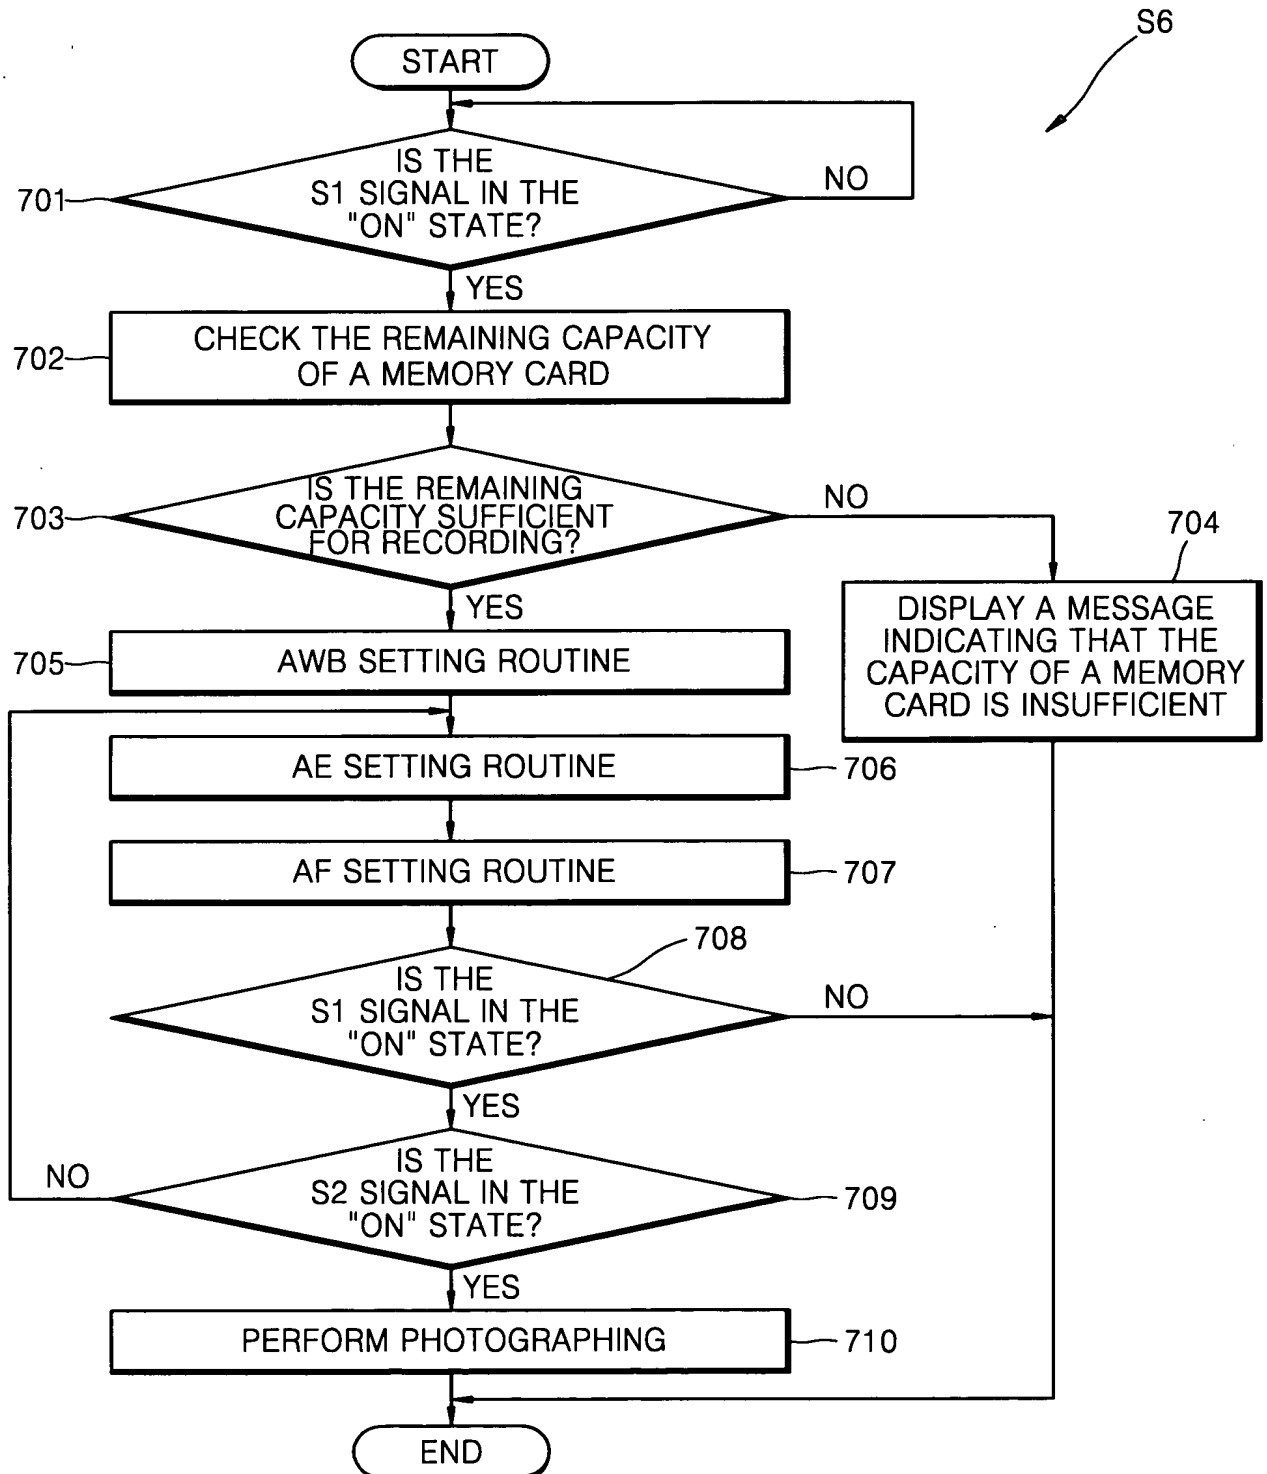 S6
START
IS THE
S1 SIGNAL IN THE
"ON" STATE?
NO
701
YES
CHECK THE REMAINING CAPACITY
OF A MEMORY CARD
702
IS THE REMAINING
CAPACITY SUFFICIENT
FOR RECORDING?
NO
703
704
YES
DISPLAY A MESSAGE
INDICATING THAT THE
CAPACITY OF A MEMORY
CARD IS INSUFFICIENT
705
AWB SETTING ROUTINE
AE SETTING ROUTINE
706
AF SETTING ROUTINE
707
708
IS THE
S1 SIGNAL IN THE
"ON" STATE?
NO
YES
IS THE
S2 SIGNAL IN THE
"ON" STATE?
NO
709
YES
PERFORM PHOTOGRAPHING
710
END